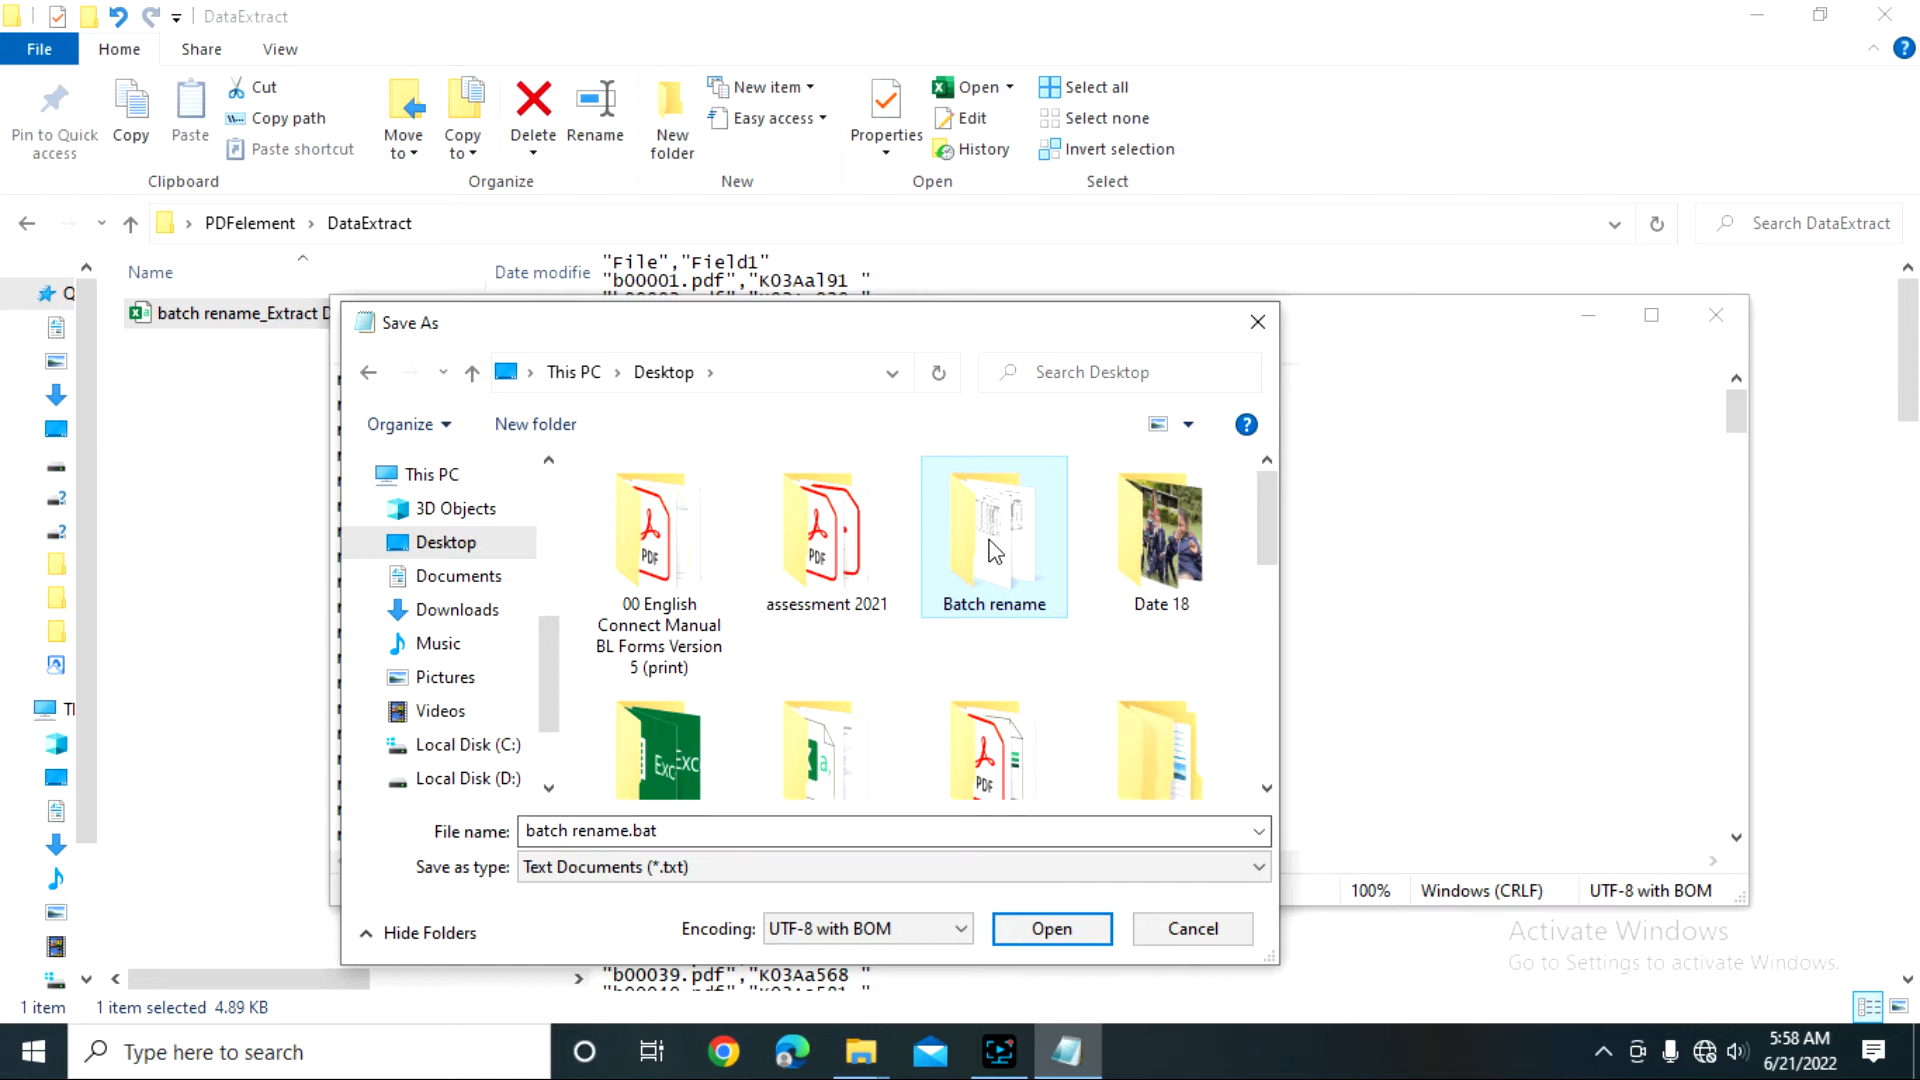 DataExtract
File
Home
Share
View
Pin to Quick access
Copy
Paste
Cut
Copy path
Paste shortcut
Clipboard
Move to
Copy to
Delete
Rename
Organize
New folder
New item
Easy access
New
Properties
Open
Edit
History
Open
Select all
Select none
Invert selection
Select
PDFelement › DataExtract
Search DataExtract
Name
Date modifie
"File","Field1"
"b00001.pdf","K03Aal91 "
batch rename_Extract D
Save As
This PC › Desktop ›
Search Desktop
Organize
New folder
This PC
3D Objects
Desktop
Documents
Downloads
Music
Pictures
Videos
Local Disk (C:)
Local Disk (D:)
PDF
00 English
Connect Manual
BL Forms Version
5 (print)
PDF
assessment 2021
Batch rename
Date 18
PDF
File name: batch rename.bat
Save as type: Text Documents (*.txt)
Hide Folders
Encoding: UTF-8 with BOM
Open
Cancel
100%
Windows (CRLF)
UTF-8 with BOM
Activate Windows
Go to Settings to activate Windows.
"b00039.pdf","K03Aa568 "
1 item
1 item selected 4.89 KB
Type here to search
5:58 AM
6/21/2022